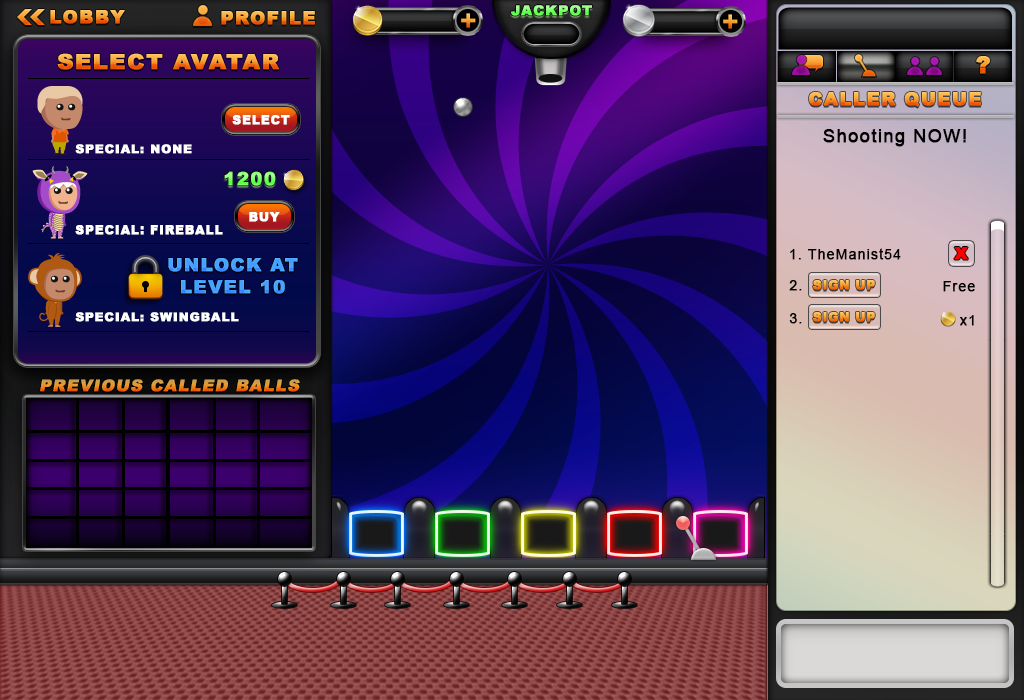 LOBBY
PROFILE
SELECT AVATAR
SELECT
SPECIAL: NONE
1200
BUY
SPECIAL: FIREBALL
UNLOCK AT
LEVEL 10
SPECIAL: SWINGBALL
PREVIOUS CALLED BALLS
JACKPOT
?
CALLER QUEUE
Shooting NOW!
1. TheManist54 X
2. SIGN UP Free
3. SIGN UP x1